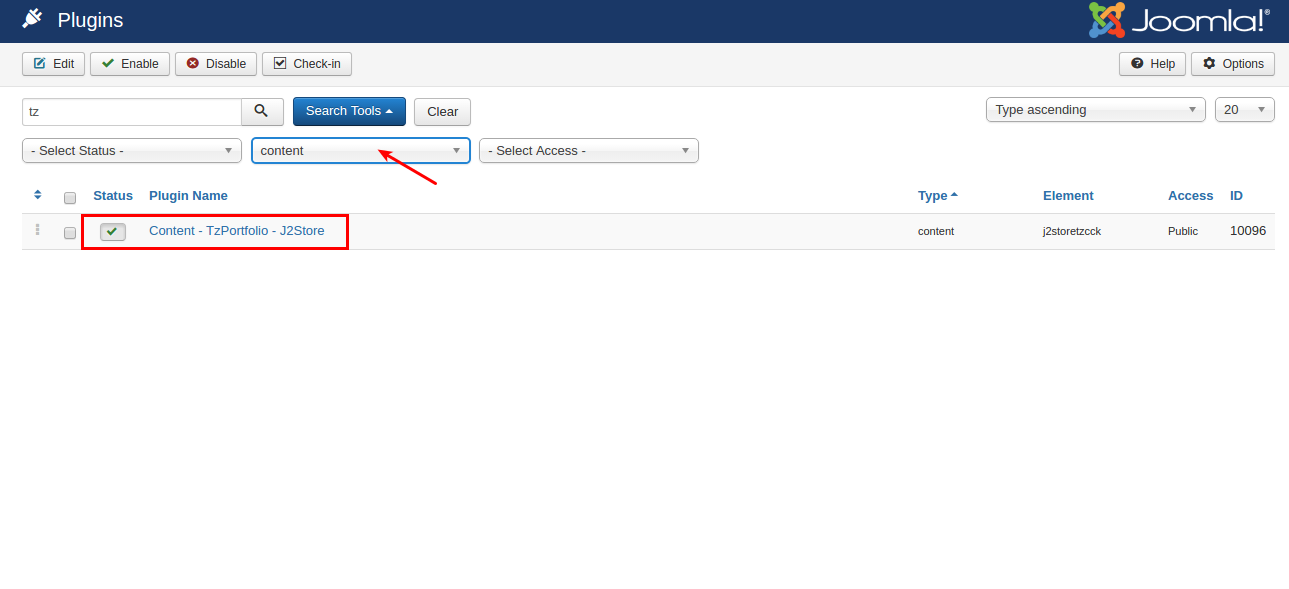 Plugins
Joomla!®
Edit Enable Disable Check-in Help Options
tz Search Tools Clear Type ascending 20
- Select Status - content - Select Access -
Status Plugin Name Type Element Access ID
Content - TzPortfolio - J2Store content j2storetzcck Public 10096